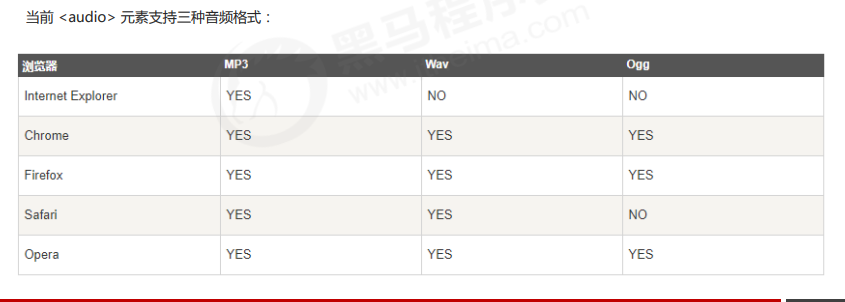 当前 <audio> 元素支持三种音频格式：
黑马程序员
www.itheima.com
浏览器 MP3 Wav Ogg
Internet Explorer YES NO NO
Chrome YES YES YES
Firefox YES YES YES
Safari YES YES NO
Opera YES YES YES